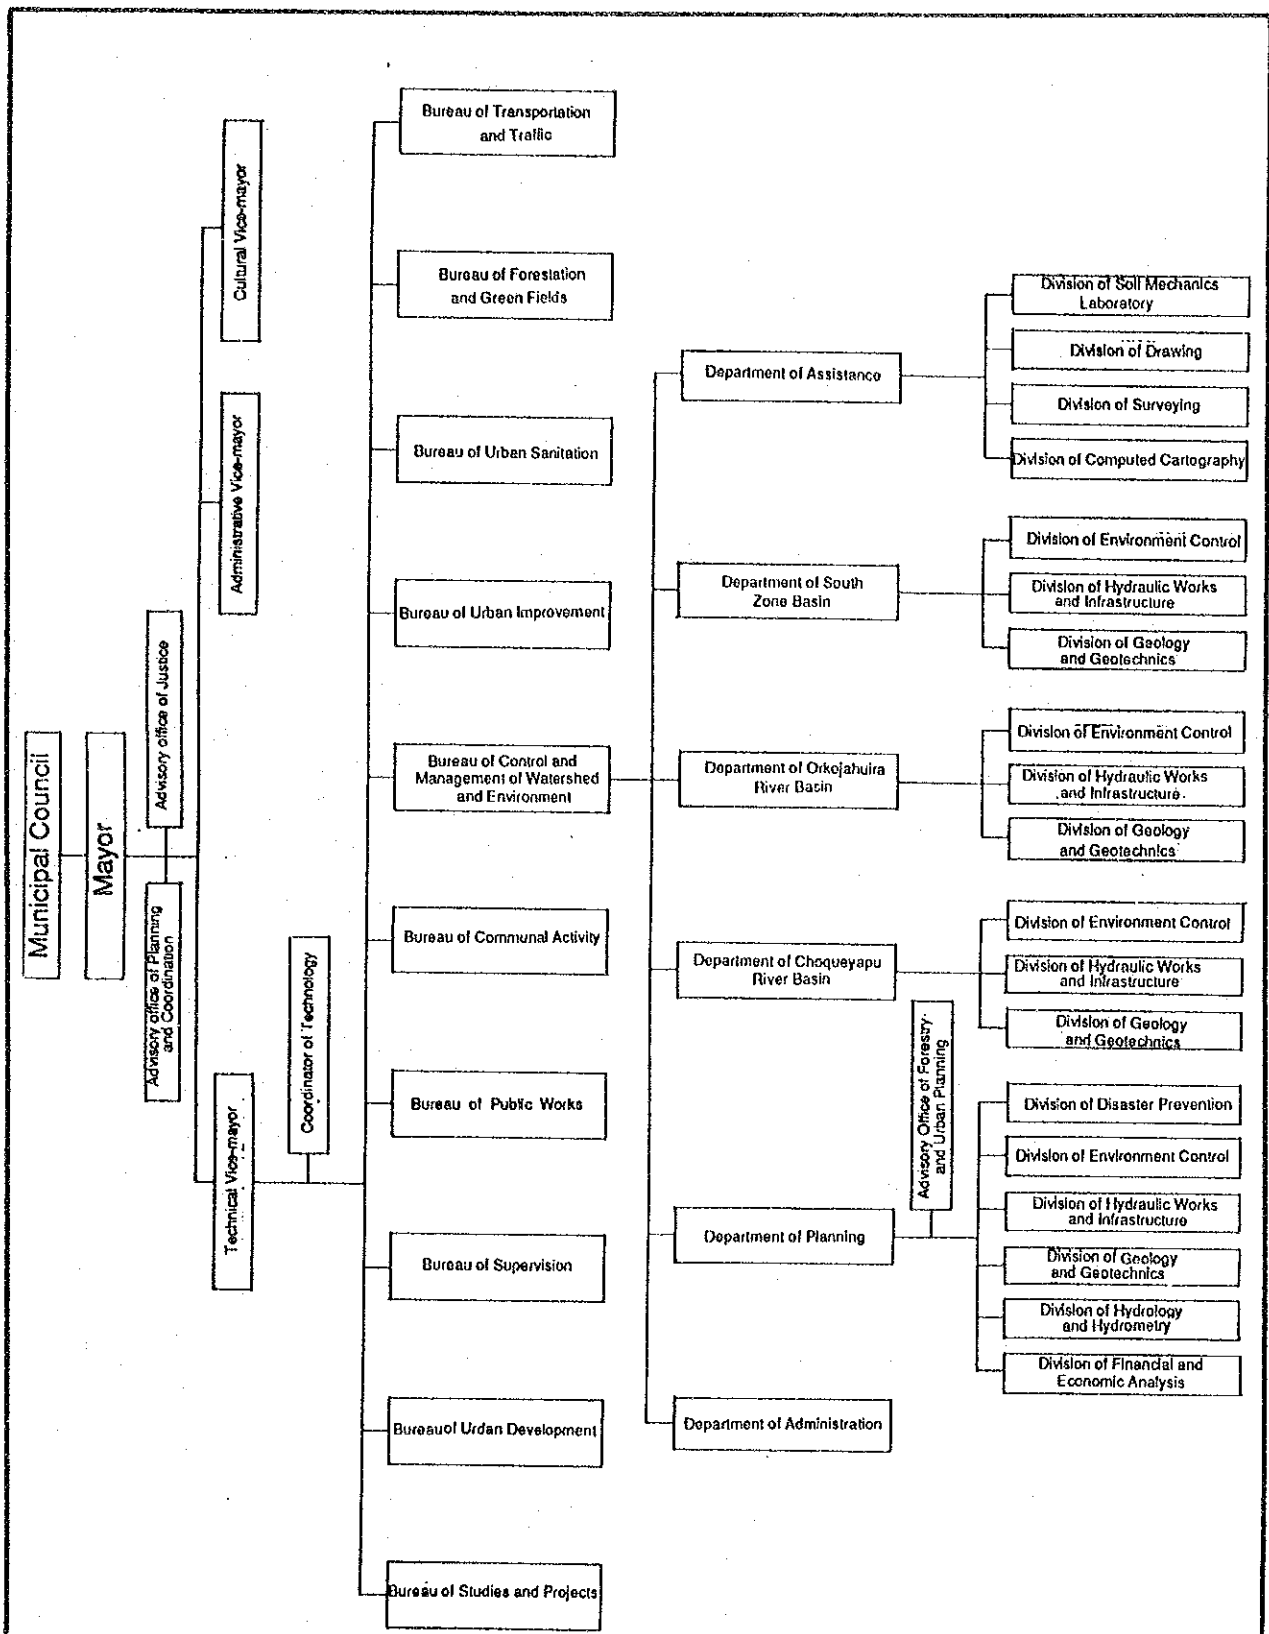 Municipal Council
Mayor
Advisory office of Justice
Advisory office of Planning
and Coordination
Cultural Vice-mayor
Administrative Vice-mayor
Technical Vice-mayor
Coordinator of Technology
Bureau of Transportation
and Traffic
Bureau of Forestation
and Green Fields
Bureau of Urban Sanitation
Bureau of Urban Improvement
Bureau of Control and
Management of Watershed
and Environment
Bureau of Communal Activity
Bureau of Public Works
Bureau of Supervision
Bureau of Urdan Development
Bureau of Studies and Projects
Department of Assistance
Department of South
Zone Basin
Department of Orkojahuira
River Basin
Department of Choqueyapu
River Basin
Department of Planning
Advisory Office of Forestry
and Urban Planning
Department of Administration
Division of Soil Mechanics
Laboratory
Division of Drawing
Division of Surveying
Division of Computed Cartography
Division of Environment Control
Division of Hydraulic Works
and Infrastructure
Division of Geology
and Geotechnics
Division of Environment Control
Division of Hydraulic Works
and Infrastructure
Division of Geology
and Geotechnics
Division of Environment Control
Division of Hydraulic Works
and Infrastructure
Division of Geology
and Geotechnics
Division of Disaster Prevention
Division of Environment Control
Division of Hydraulic Works
and Infrastructure
Division of Geology
and Geotechnics
Division of Hydrology
and Hydrometry
Division of Financial and
Economic Analysis